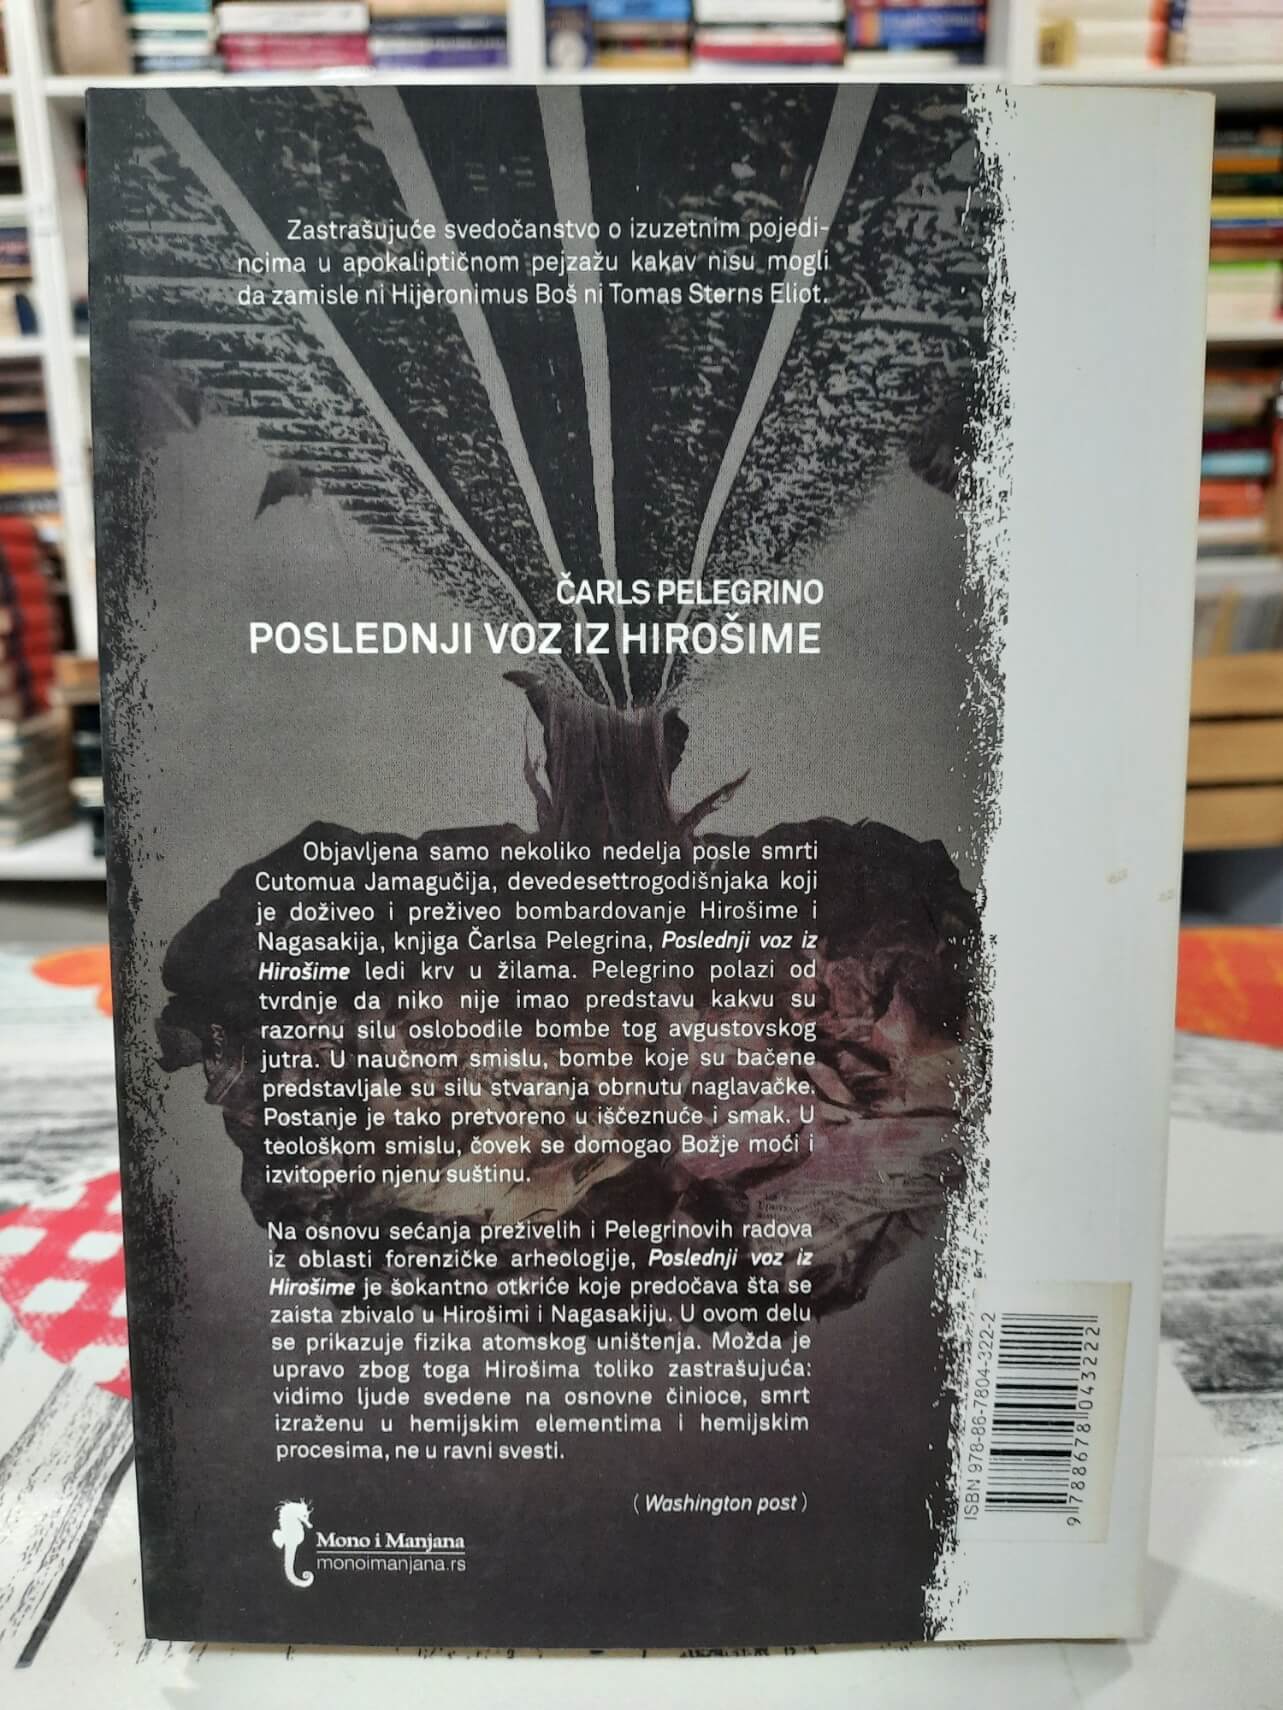 Zastrašujuće svedočanstvo o izuzetnim pojedi-
ncima u apokaliptičnom pejzažu kakav nisu mogli
da zamisle ni Hijeronimus Boš ni Tomas Sterns Eliot.
ČARLS PELEGRINO
POSLEDNJI VOZ IZ HIROŠIME
Objavljena samo nekoliko nedelja posle smrti
Cutomua Jamagučija, devedesettrogodišnjaka koji
je doživeo i preživeo bombardovanje Hirošime i
Nagasakija, knjiga Čarlsa Pelegrina, Poslednji voz iz
Hirošime ledi krv u žilama. Pelegrino polazi od
tvrdnje da niko nije imao predstavu kakvu su
razornu silu oslobodile bombe tog avgustovskog
jutra. U naučnom smislu, bombe koje su bačene
predstavljale su silu stvaranja obrnutu naglavačke.
Postanje je tako pretvoreno u iščeznuće i smak. U
teološkom smislu, čovek se domogao Božje moći i
izvitoperio njenu suštinu.
Na osnovu sećanja preživelih i Pelegrinovih radova
iz oblasti forenzičke arheologije, Poslednji voz iz
Hirošime je šokantno otkriće koje predočava šta se
zaista zbivalo u Hirošimi i Nagasakiju. U ovom delu
se prikazuje fizika atomskog uništenja. Možda je
upravo zbog toga Hirošima toliko zastrašujuća:
vidimo ljude svedene na osnovne činioce, smrt
izraženu u hemijskim elementima i hemijskim
procesima, ne u ravni svesti.
( Washington post )
Mono i Manjana
monoimanjana.rs
ISBN 978-86-7804-322-2
9 788678 043222